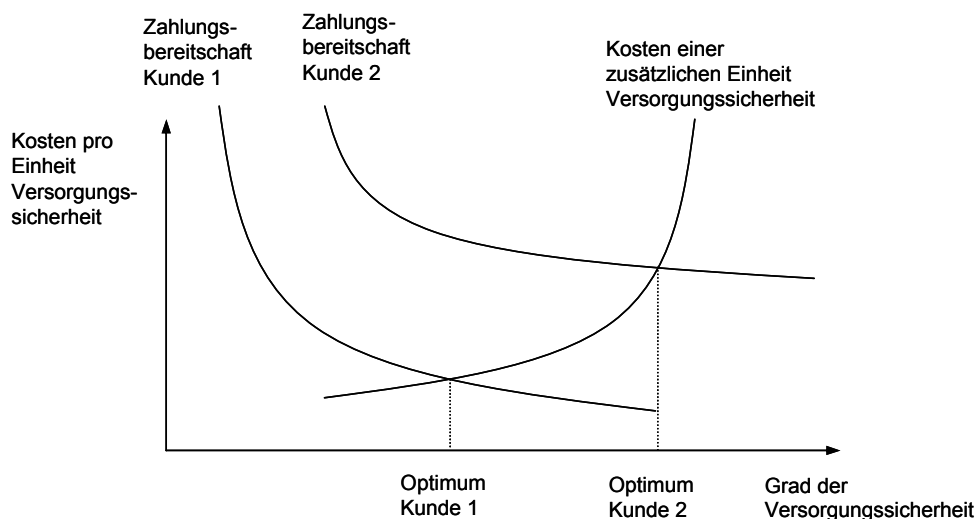 Zahlungs-
bereitschaft
Kunde 1
Zahlungs-
bereitschaft
Kunde 2
Kosten einer
zusätzlichen Einheit
Versorgungssicherheit
Kosten pro
Einheit
Versorgungs-
sicherheit
Optimum
Kunde 1
Optimum
Kunde 2
Grad der
Versorgungssicherheit